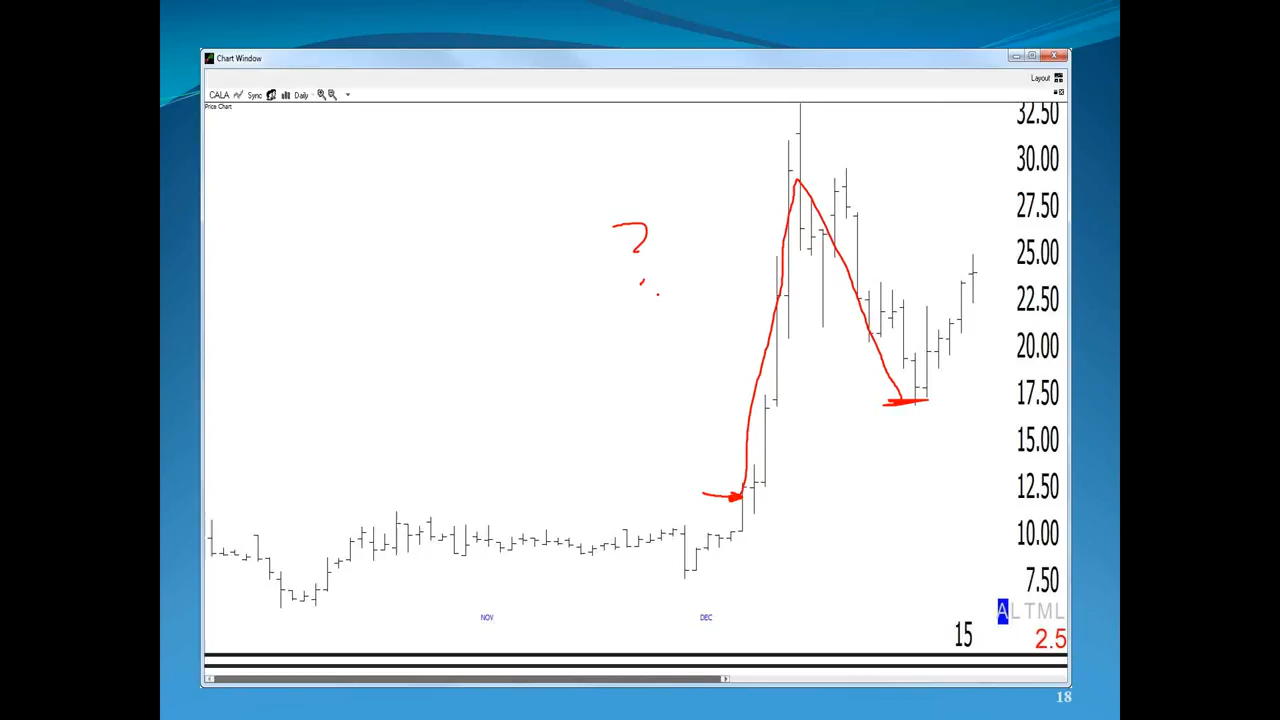 Chart Window
Layout
CALA Sync Daily
Price Chart
32.50
30.00
27.50
?
25.00
22.50
20.00
17.50
15.00
12.50
10.00
7.50
ALTML
NOV DEC
15 2.5
18